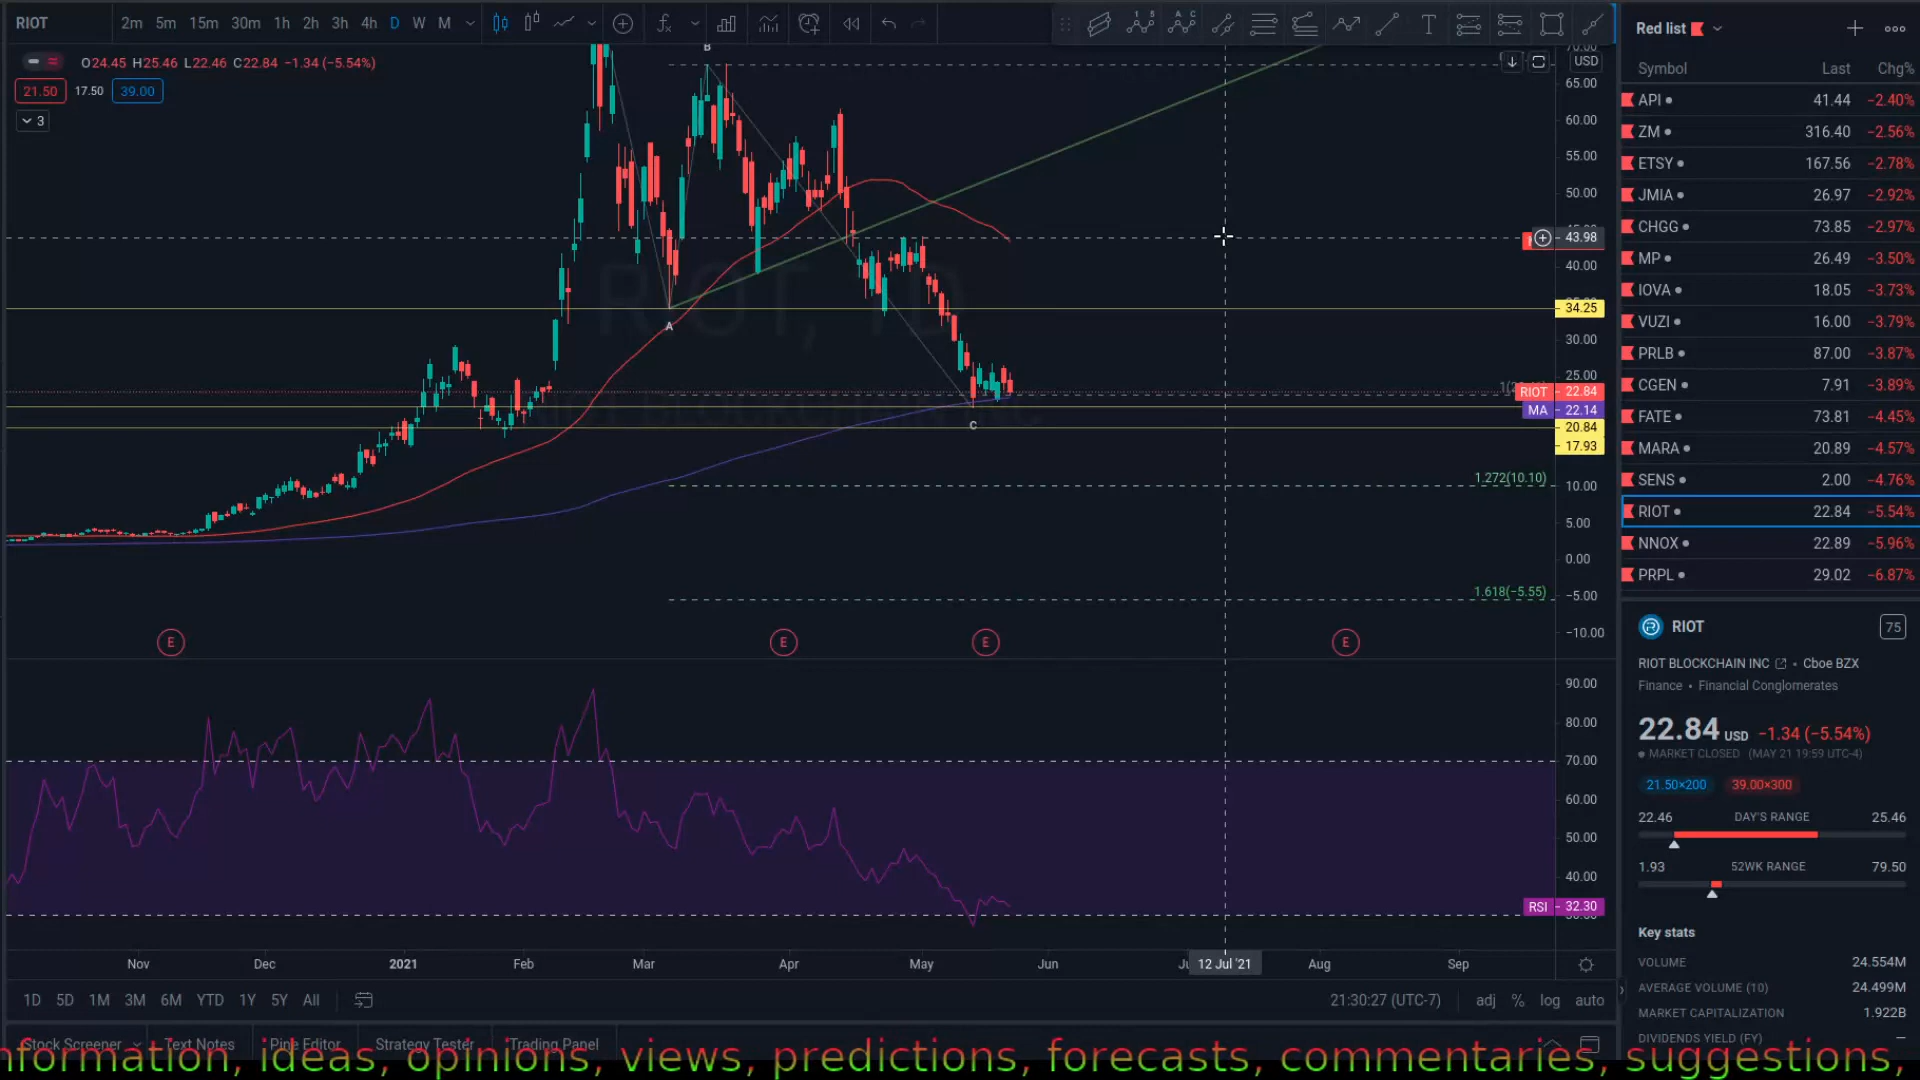 RIOT 2m 5m 15m 30m 1h 2h 3h 4h D W M
Red list
USD
O24.45 H25.46 L22.46 C22.84 −1.34 (−5.54%)
21.50 17.50 39.00
3
Symbol Last Chg%
API 41.44 −2.40%
ZM 316.40 −2.56%
ETSY 167.56 −2.78%
JMIA 26.97 −2.92%
CHGG 73.85 −2.97%
MP 26.49 −3.50%
IOVA 18.05 −3.73%
VUZI 16.00 −3.79%
PRLB 87.00 −3.87%
CGEN 7.91 −3.89%
FATE 73.81 −4.45%
MARA 20.89 −4.57%
SENS 2.00 −4.76%
RIOT 22.84 −5.54%
NNOX 22.89 −5.96%
PRPL 29.02 −6.87%
B
A
C
RIOT, 1D
70.00
65.00
60.00
55.00
50.00
43.98
40.00
34.25
30.00
25.00
RIOT 22.84
MA 22.14
20.84
17.93
1.272(10.10) 10.00
5.00
0.00
1.618(−5.55) −5.00
−10.00
E E E E
90.00
80.00
70.00
60.00
50.00
40.00
RSI 32.30
30.00
Nov Dec 2021 Feb Mar Apr May Jun 12 Jul '21 Aug Sep
1D 5D 1M 3M 6M YTD 1Y 5Y All
21:30:27 (UTC-7) adj % log auto
Stock Screener Text Notes Pine Editor Strategy Tester Trading Panel
RIOT 75
RIOT BLOCKCHAIN INC • Cboe BZX
Finance • Financial Conglomerates
22.84 USD −1.34 (−5.54%)
MARKET CLOSED (MAY 21 19:59 UTC-4)
21.50×200 39.00×300
22.46 DAY'S RANGE 25.46
1.93 52WK RANGE 79.50
Key stats
VOLUME 24.554M
AVERAGE VOLUME (10) 24.499M
MARKET CAPITALIZATION 1.922B
DIVIDENDS YIELD (FY) —
nformation, ideas, opinions, views, predictions, forecasts, commentaries, suggestions,